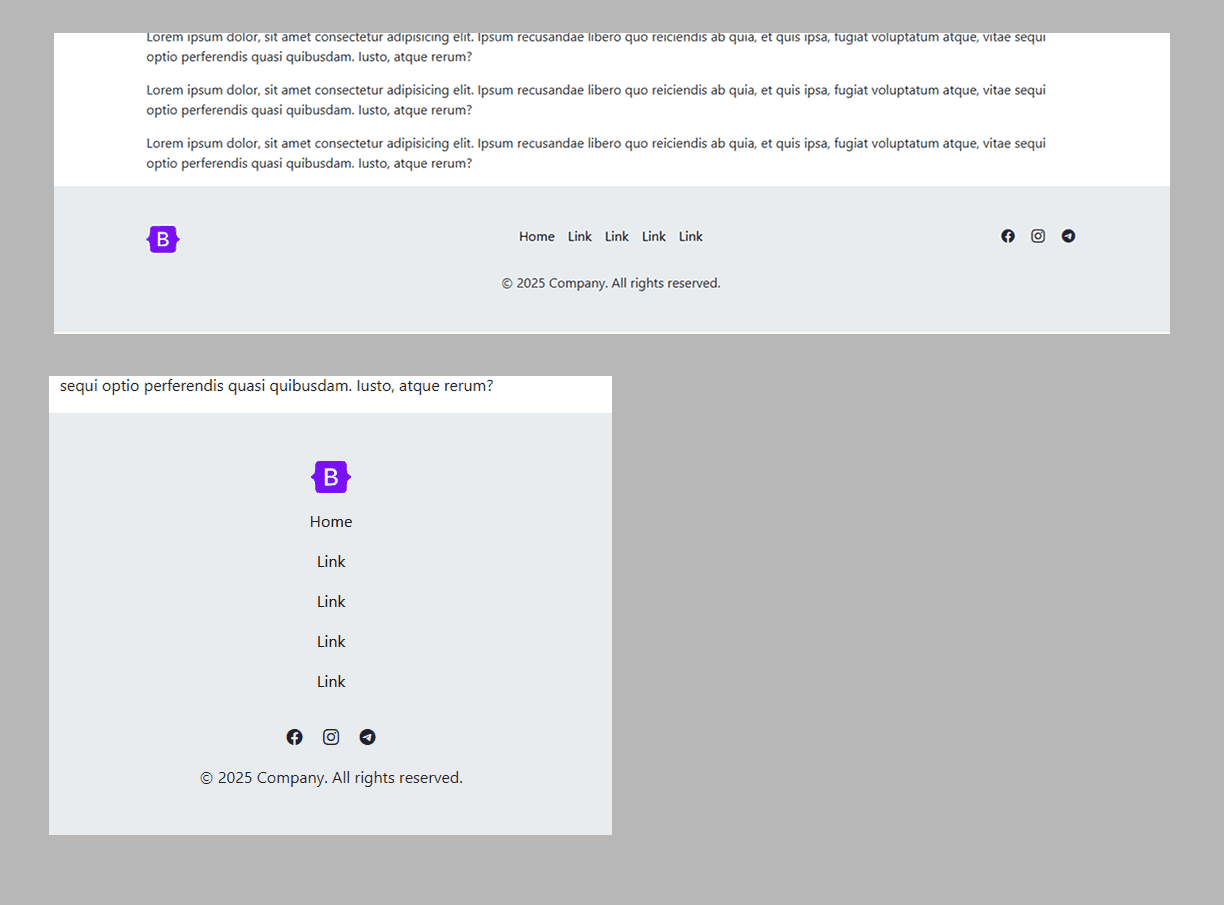 Lorem ipsum dolor, sit amet consectetur adipisicing elit. Ipsum recusandae libero quo reiciendis ab quia, et quis ipsa, fugiat voluptatum atque, vitae sequi
optio perferendis quasi quibusdam. Iusto, atque rerum?
Lorem ipsum dolor, sit amet consectetur adipisicing elit. Ipsum recusandae libero quo reiciendis ab quia, et quis ipsa, fugiat voluptatum atque, vitae sequi
optio perferendis quasi quibusdam. Iusto, atque rerum?
Lorem ipsum dolor, sit amet consectetur adipisicing elit. Ipsum recusandae libero quo reiciendis ab quia, et quis ipsa, fugiat voluptatum atque, vitae sequi
optio perferendis quasi quibusdam. Iusto, atque rerum?
B Home Link Link Link Link
© 2025 Company. All rights reserved.
sequi optio perferendis quasi quibusdam. Iusto, atque rerum?
B
Home
Link
Link
Link
Link
© 2025 Company. All rights reserved.